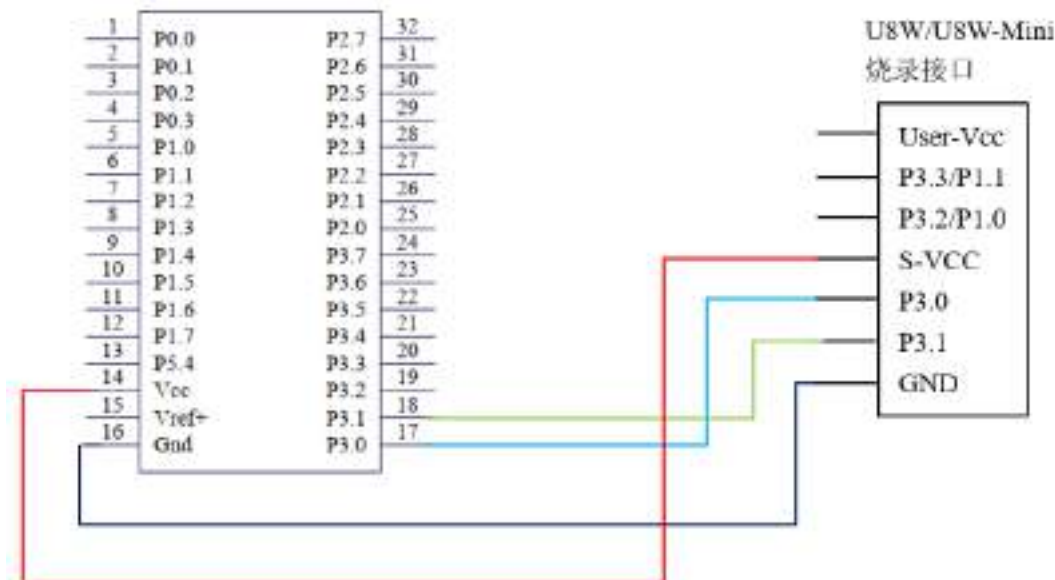 1 P0.0 P2.7 32
2 P0.1 P2.6 31
3 P0.2 P2.5 30
4 P0.3 P2.4 29
5 P1.0 P2.3 28
6 P1.1 P2.2 27
7 P1.2 P2.1 26
8 P1.3 P2.0 25
9 P1.4 P3.7 24
10 P1.5 P3.6 23
11 P1.6 P3.5 22
12 P1.7 P3.4 21
13 P5.4 P3.3 20
14 Vcc P3.2 19
15 Vref+ P3.1 18
16 Gnd P3.0 17
U8W/U8W-Mini
烧录接口
User-Vcc
P3.3/P1.1
P3.2/P1.0
S-VCC
P3.0
P3.1
GND